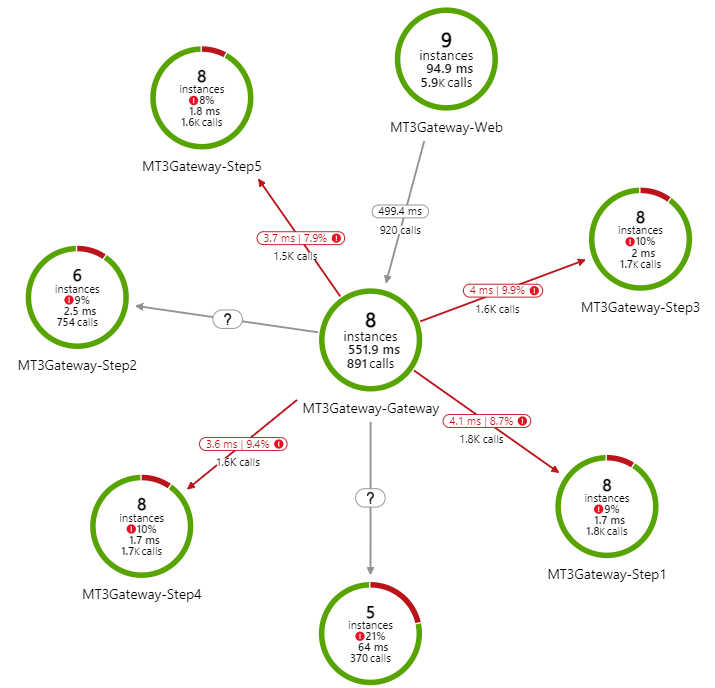 9
instances
94.9 ms
5.9K calls
MT3Gateway-Web
8
instances
! 8%
1.8 ms
1.6K calls
MT3Gateway-Step5
499.4 ms
920 calls
3.7 ms | 7.9% !
1.5K calls
8
instances
! 10%
2 ms
1.7K calls
MT3Gateway-Step3
4 ms | 9.9% !
1.6K calls
6
instances
! 9%
2.5 ms
754 calls
MT3Gateway-Step2
?
8
instances
551.9 ms
891 calls
MT3Gateway-Gateway
3.6 ms | 9.4% !
1.6K calls
4.1 ms | 8.7% !
1.8K calls
8
instances
! 10%
1.7 ms
1.7K calls
MT3Gateway-Step4
?
8
instances
! 9%
1.7 ms
1.8K calls
MT3Gateway-Step1
5
instances
! 21%
64 ms
370 calls